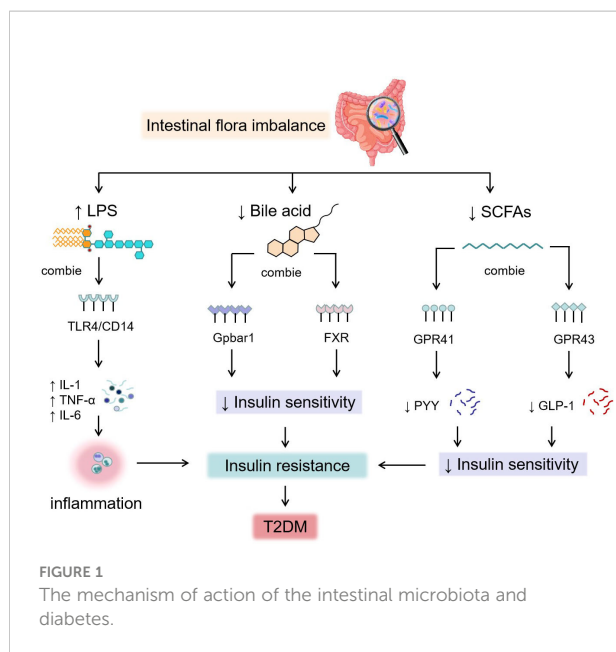 Intestinal flora imbalance
↑ LPS
↓ Bile acid
↓ SCFAs
combie
combie
combie
TLR4/CD14
Gpbar1
FXR
GPR41
GPR43
↑ IL-1
↑ TNF-α
↑ IL-6
↓ Insulin sensitivity
↓ PYY
↓ GLP-1
inflammation
Insulin resistance
↓ Insulin sensitivity
T2DM
FIGURE 1
The mechanism of action of the intestinal microbiota and
diabetes.